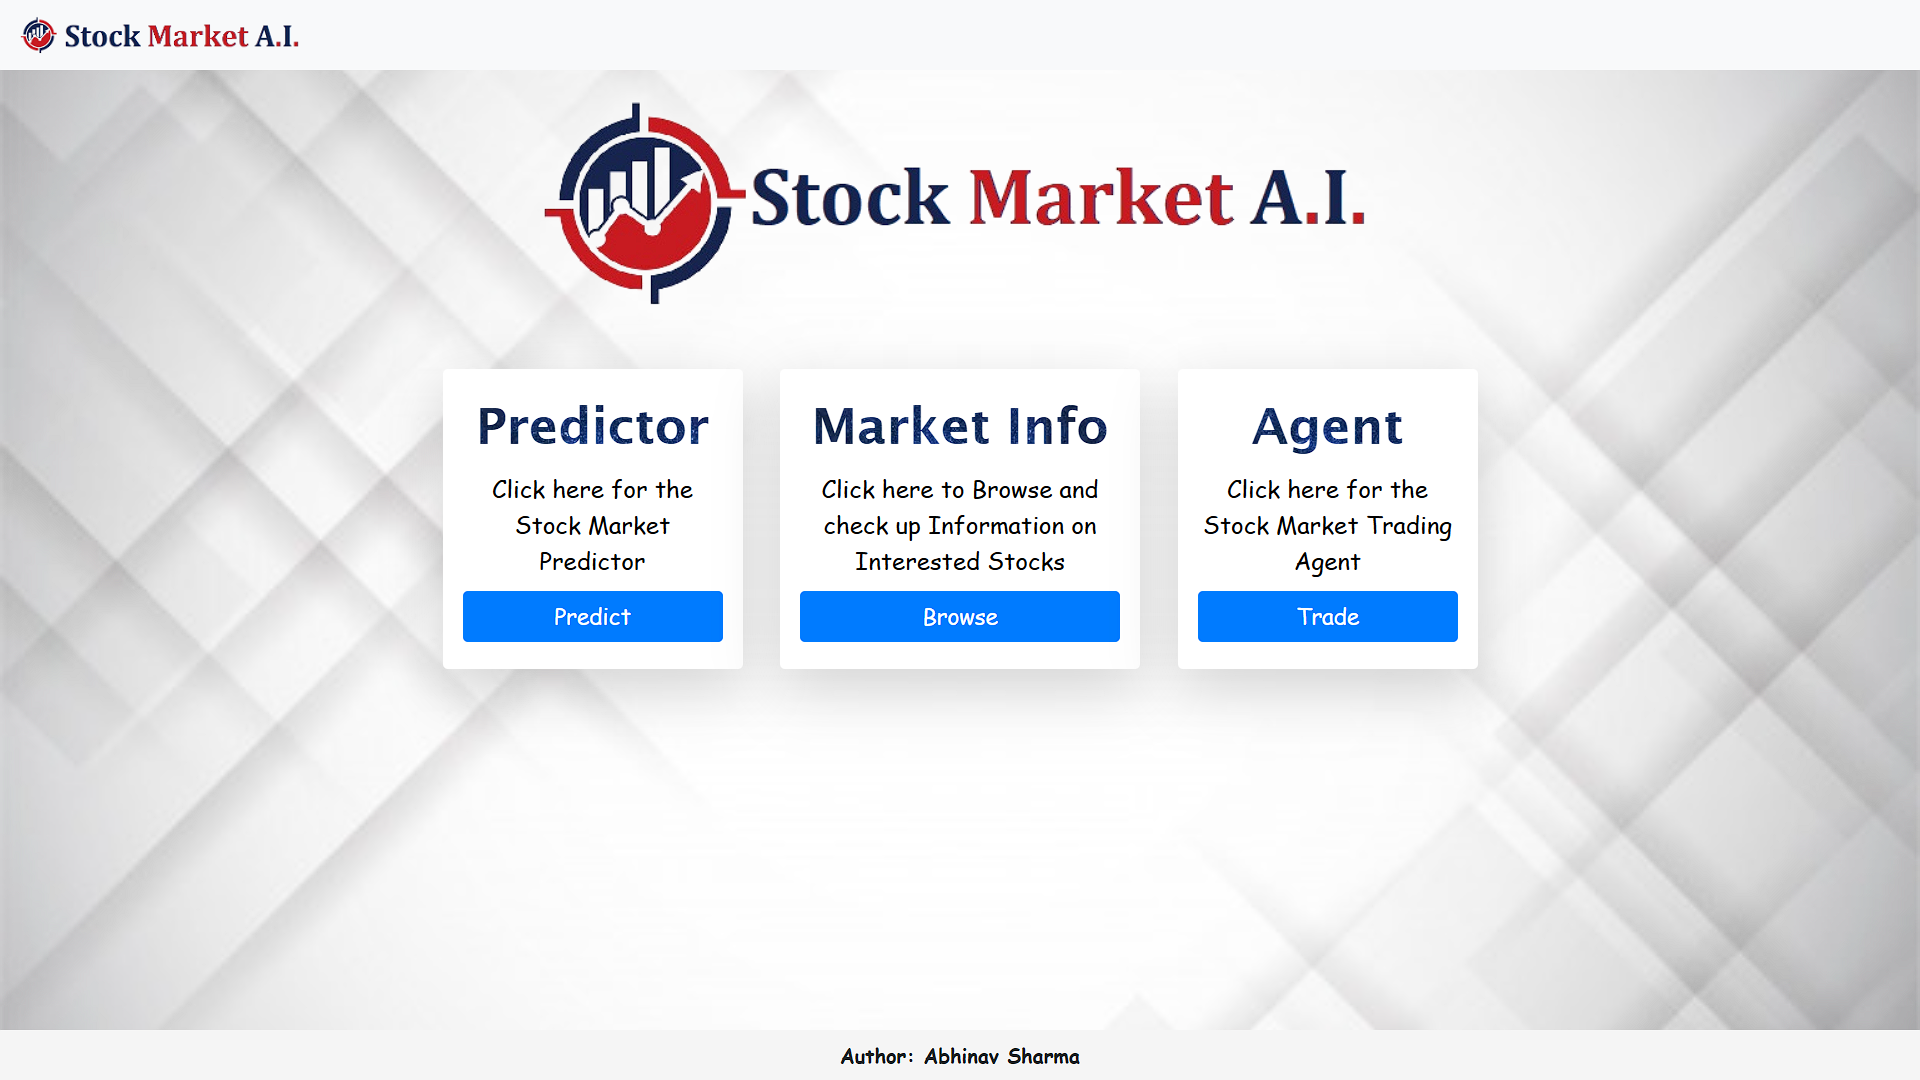 Stock Market A.I.
Stock Market A.I.
Predictor
Click here for the
Stock Market
Predictor
Predict
Market Info
Click here to Browse and
check up Information on
Interested Stocks
Browse
Agent
Click here for the
Stock Market Trading
Agent
Trade
Author: Abhinav Sharma